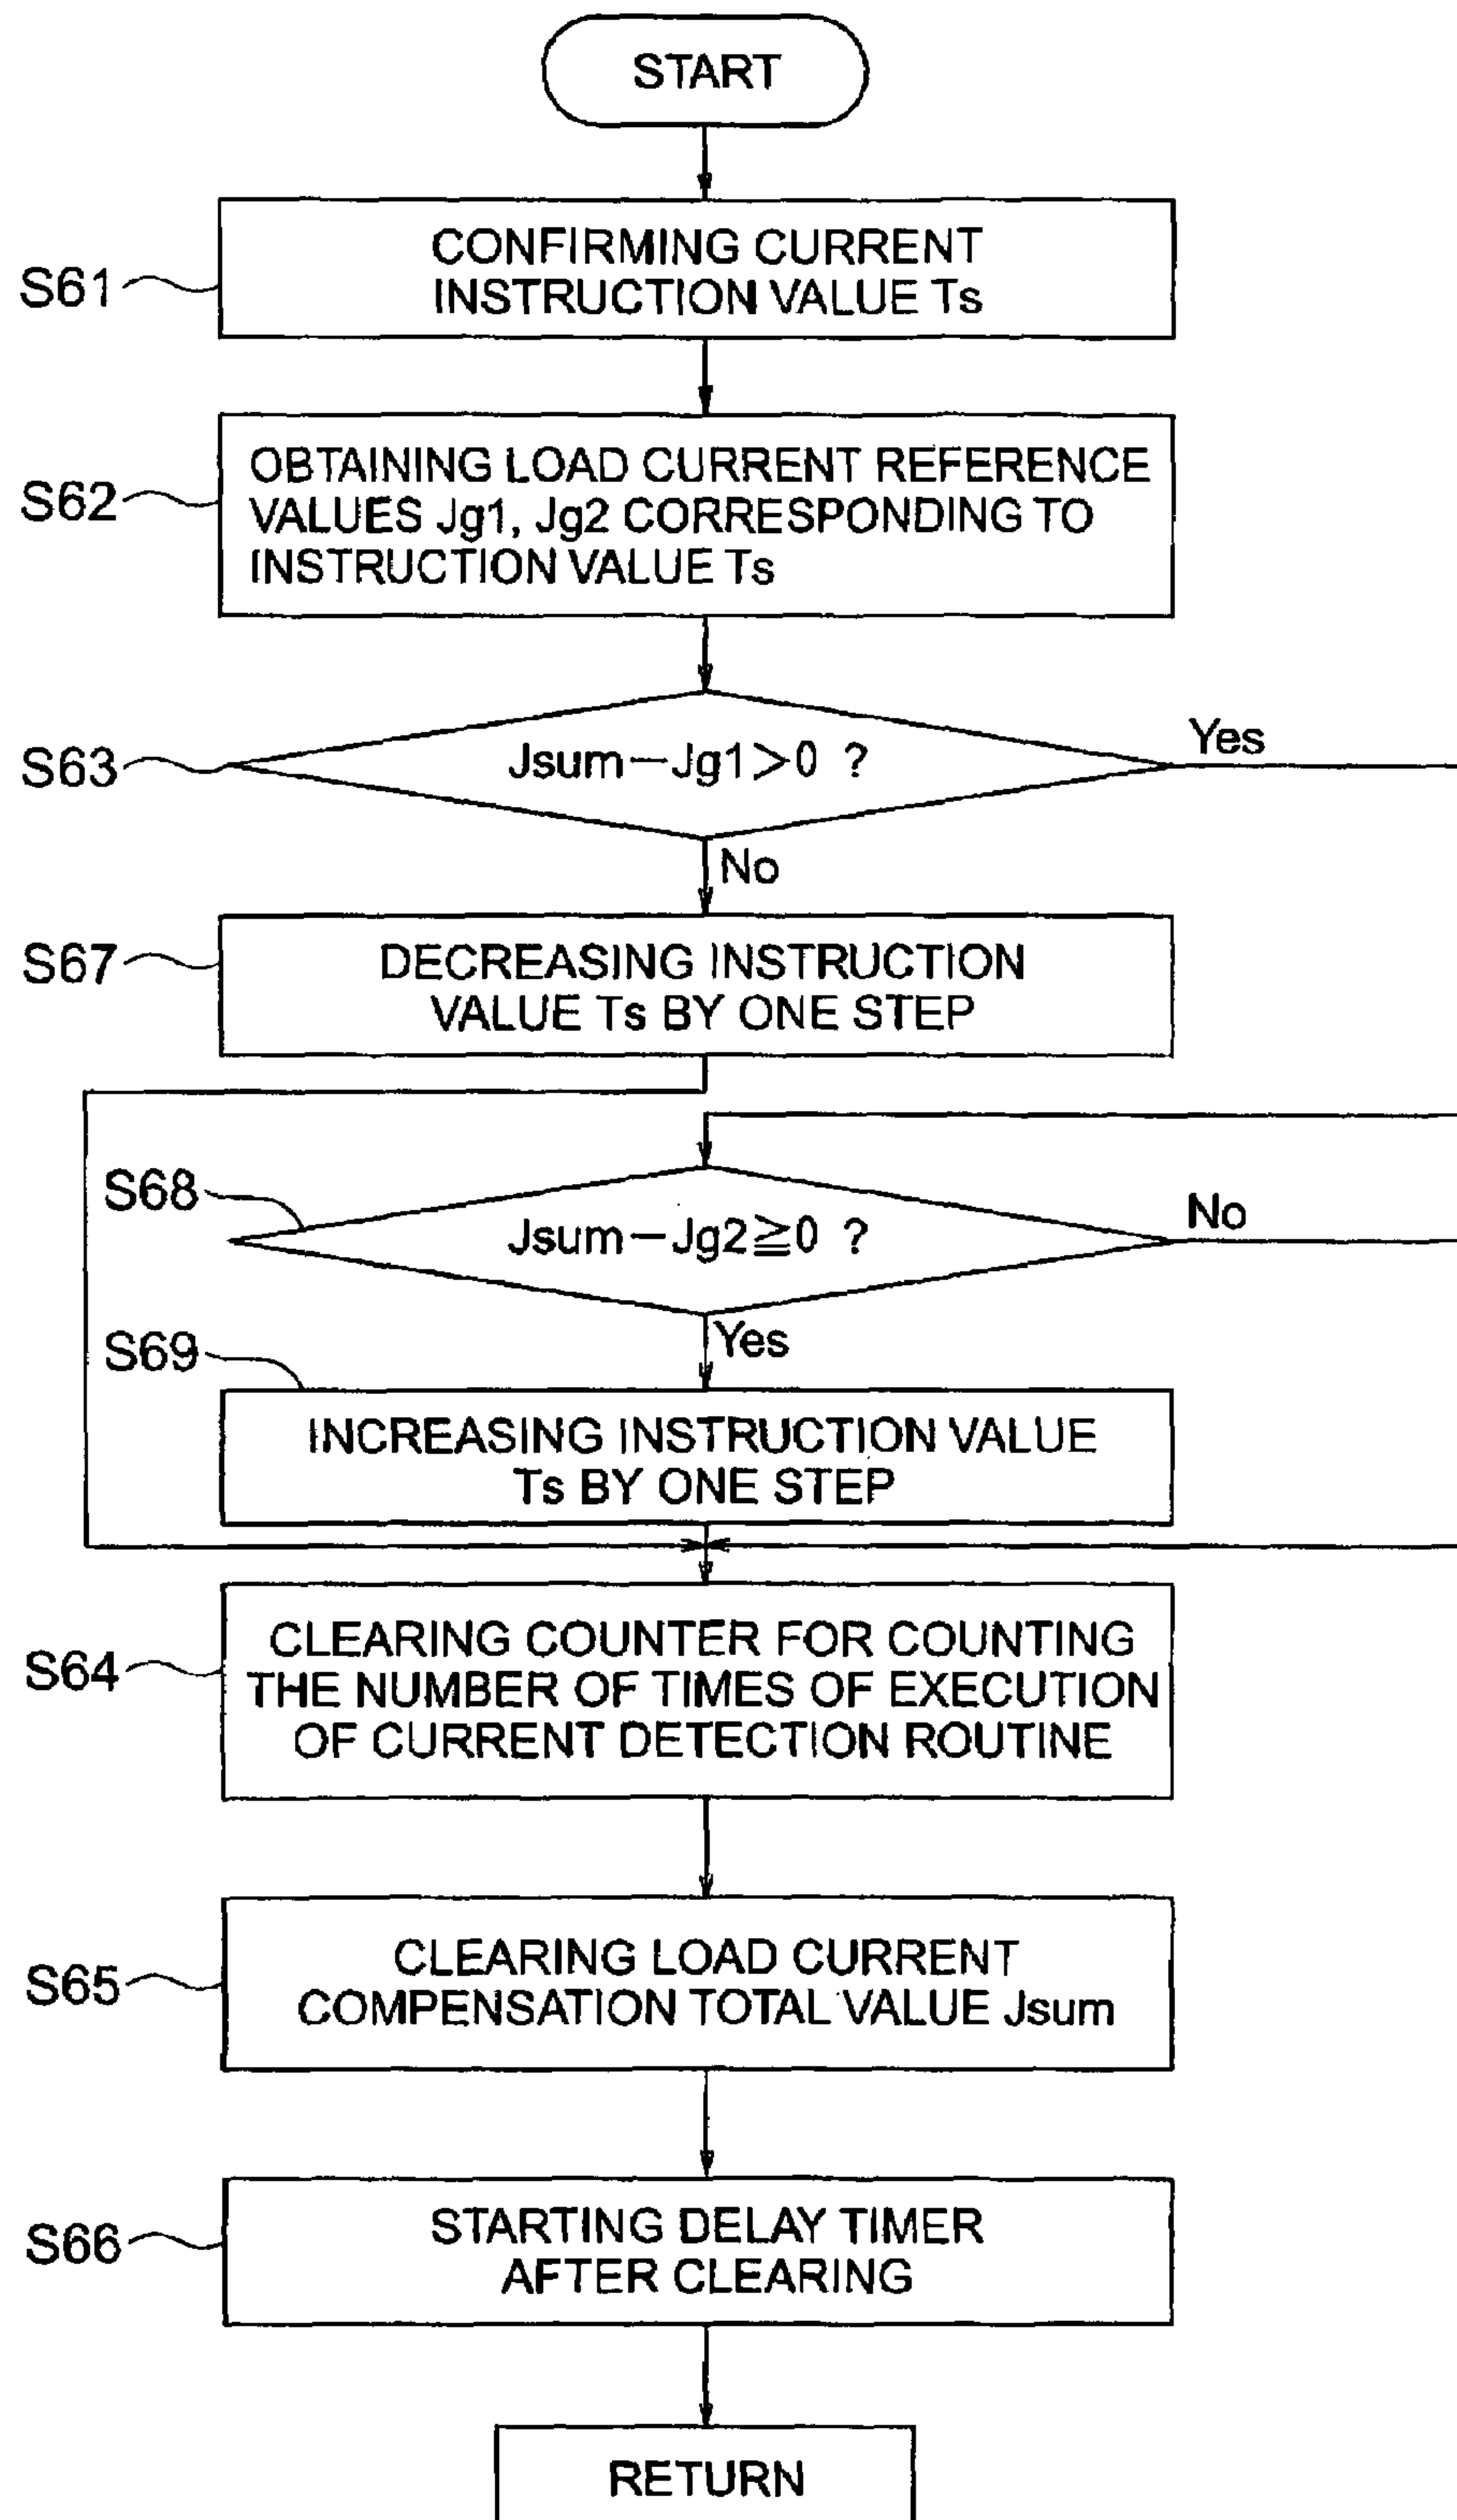 START
S61
CONFIRMING CURRENT
INSTRUCTION VALUE Ts
S62
OBTAINING LOAD CURRENT REFERENCE
VALUES Jg1, Jg2 CORRESPONDING TO
INSTRUCTION VALUE Ts
S63
Jsum－Jg1>0 ?
Yes
No
S67
DECREASING INSTRUCTION
VALUE Ts BY ONE STEP
S68
Jsum－Jg2≧0 ?
No
Yes
S69
INCREASING INSTRUCTION VALUE
Ts BY ONE STEP
S64
CLEARING COUNTER FOR COUNTING
THE NUMBER OF TIMES OF EXECUTION
OF CURRENT DETECTION ROUTINE
S65
CLEARING LOAD CURRENT
COMPENSATION TOTAL VALUE Jsum
S66
STARTING DELAY TIMER
AFTER CLEARING
RETURN